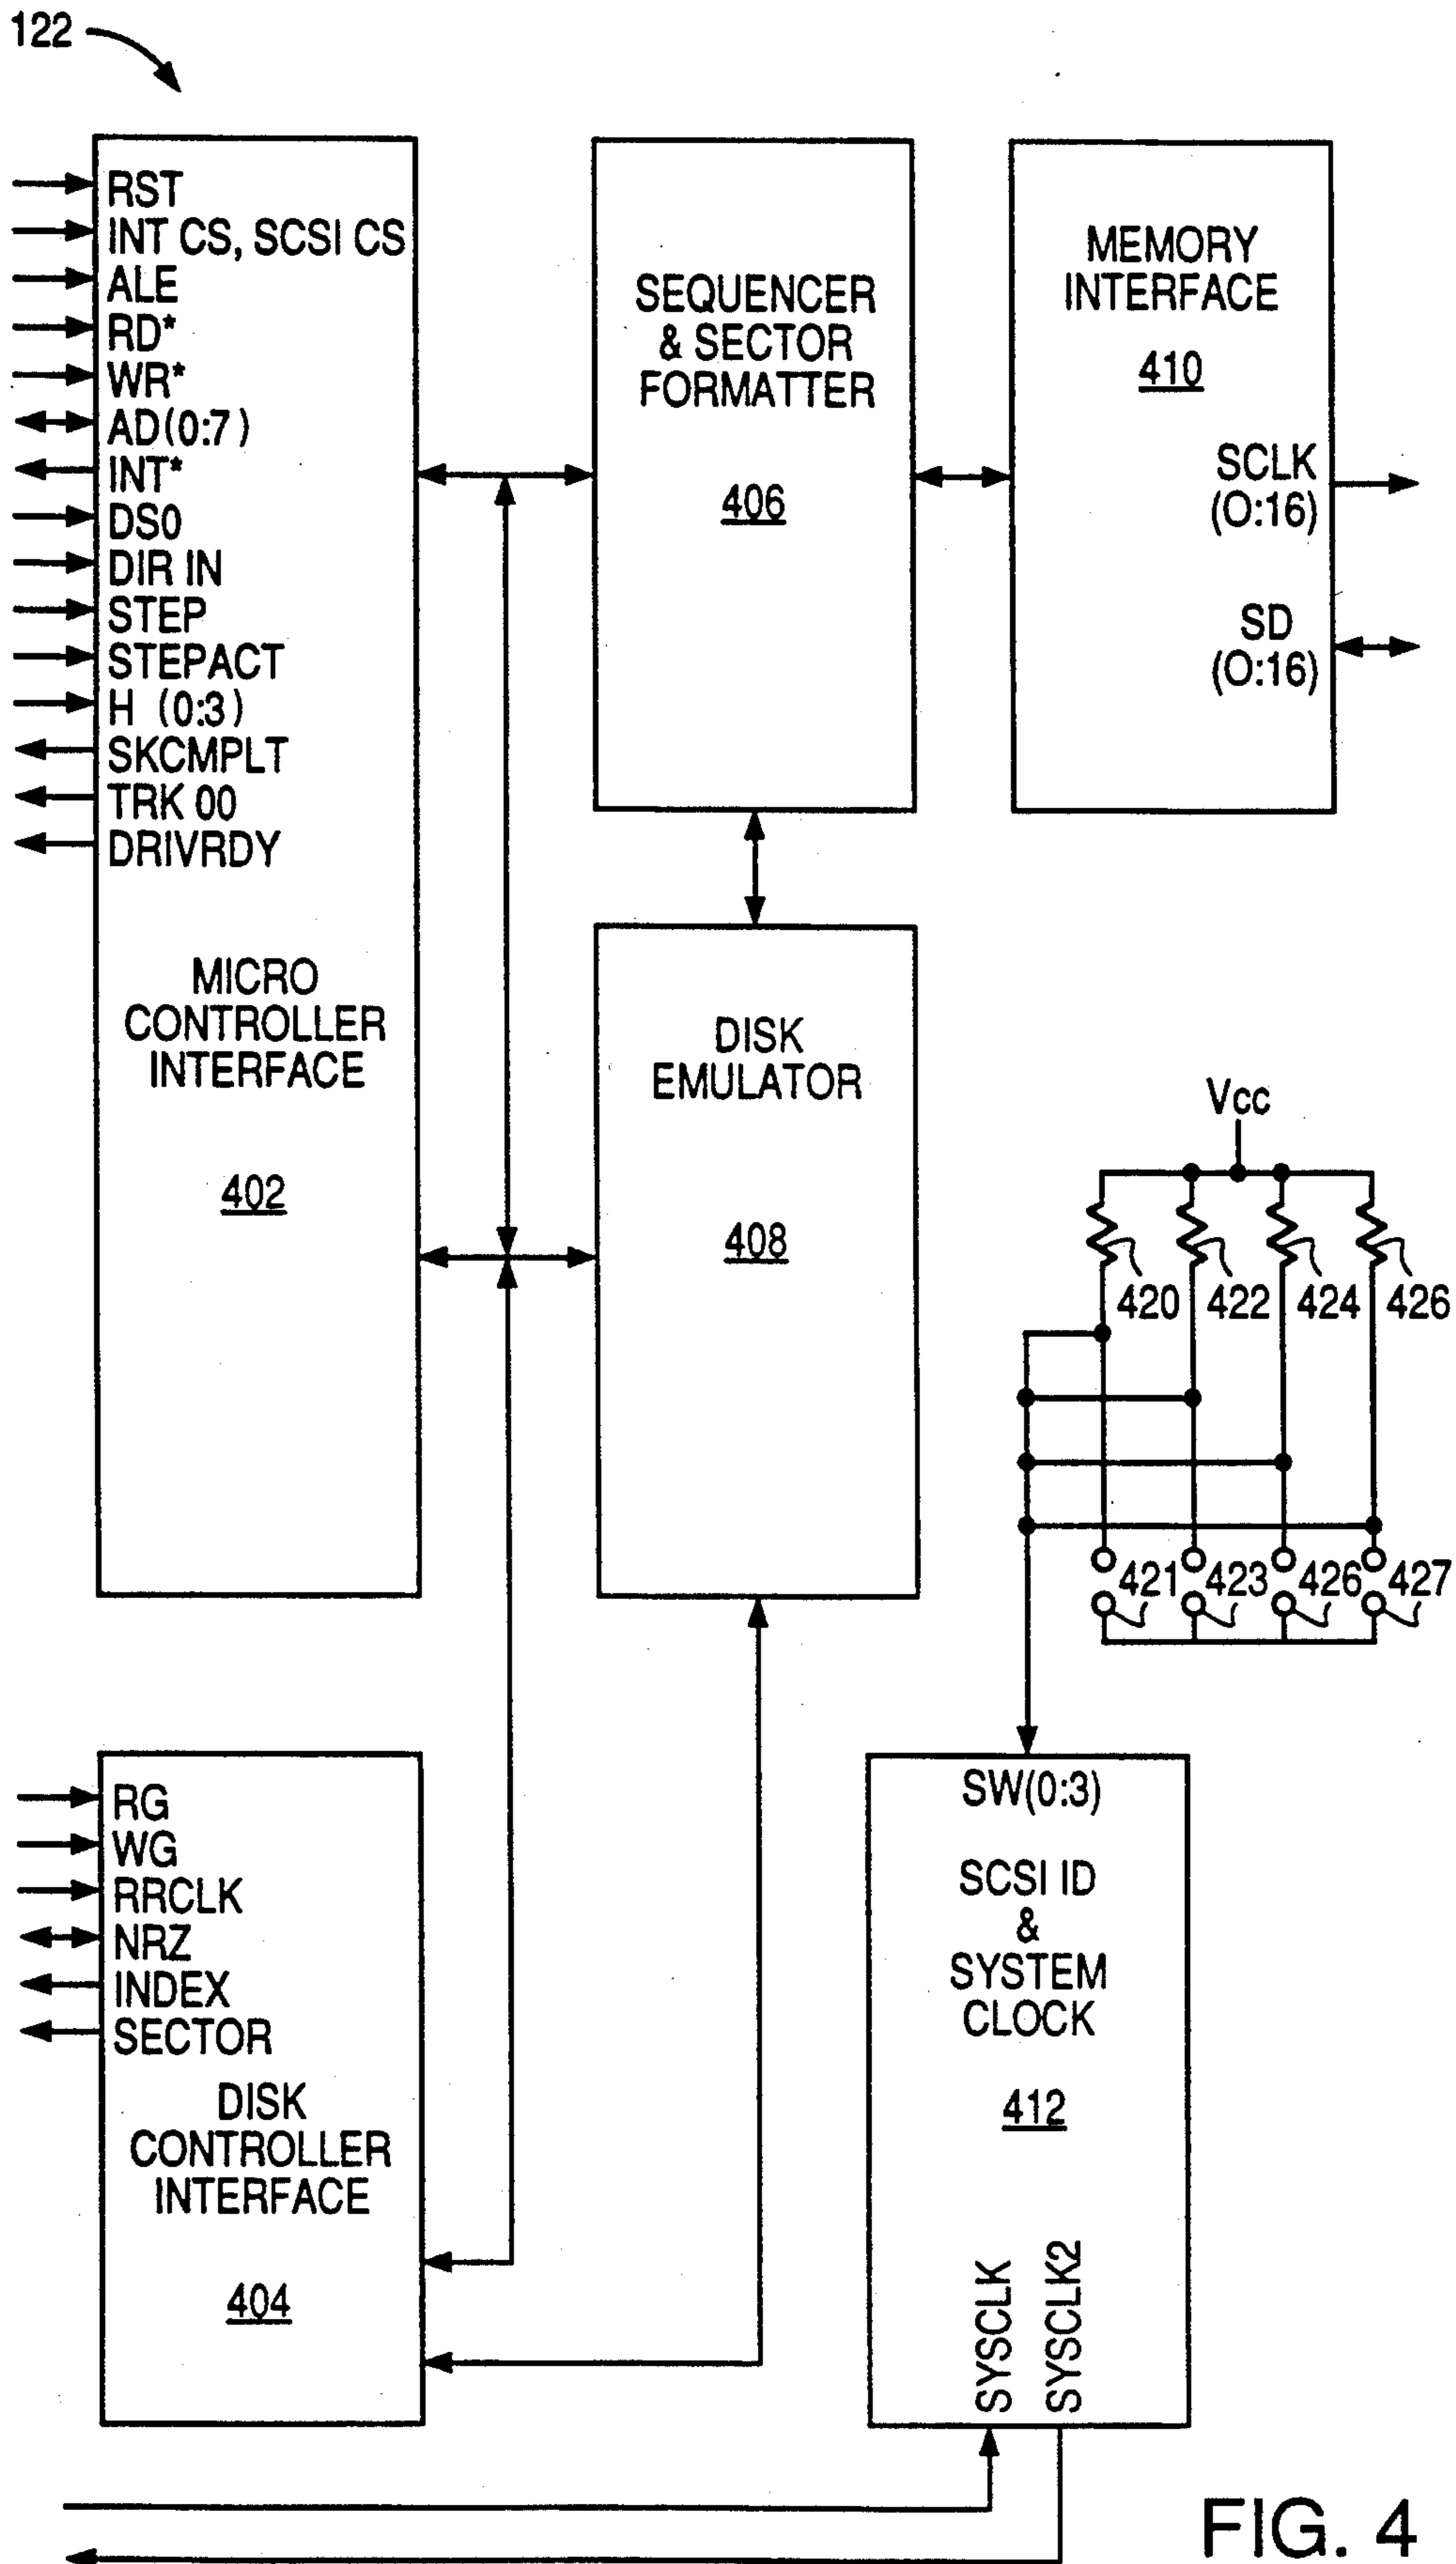 122
RST
INT CS, SCSI CS
ALE
RD*
WR*
AD(0:7)
INT*
DS0
DIR IN
STEP
STEPACT
H (0:3)
SKCMPLT
TRK 00
DRIVRDY
MICRO
CONTROLLER
INTERFACE
402
SEQUENCER
& SECTOR
FORMATTER
406
MEMORY
INTERFACE
410
SCLK
(O:16)
SD
(O:16)
DISK
EMULATOR
408
Vcc
420
422
424
426
421
423
426
427
RG
WG
RRCLK
NRZ
INDEX
SECTOR
DISK
CONTROLLER
INTERFACE
404
SW(0:3)
SCSI ID
&
SYSTEM
CLOCK
412
SYSCLK
SYSCLK2
FIG. 4